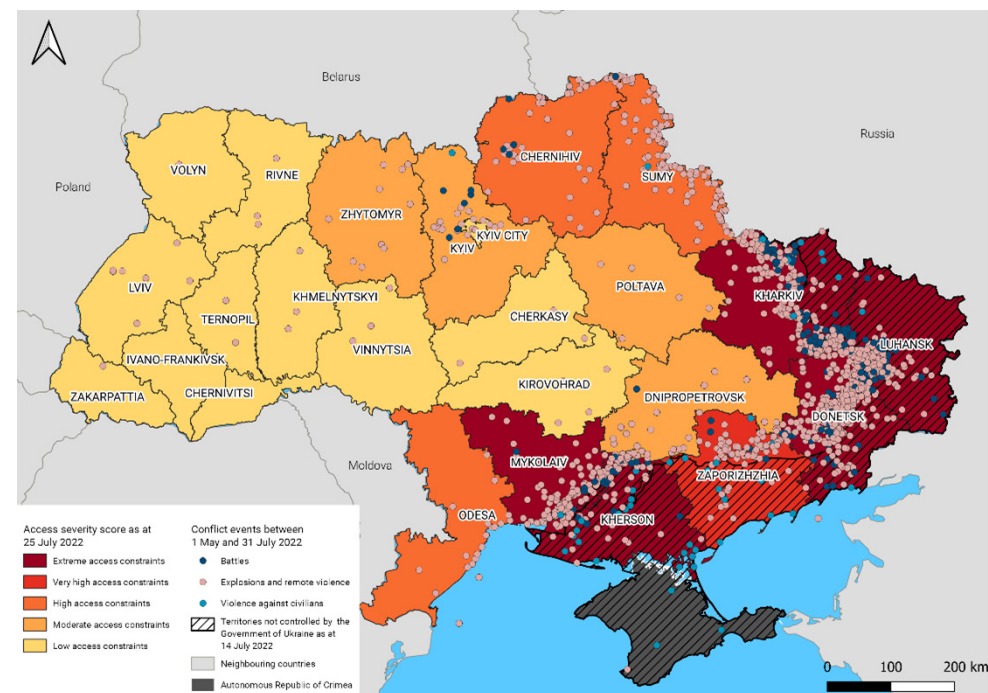 Belarus
Russia
Poland
VOLYN
RIVNE
CHERNIHIV
SUMY
ZHYTOMYR
KYIV CITY
KYIV
LVIV
KHMELNYTSKYI
POLTAVA
KHARKIV
TERNOPIL
CHERKASY
VINNYTSIA
LUHANSK
IVANO-FRANKIVSK
KIROVOHRAD
ZAKARPATTIA
CHERNIVITSI
DNIPROPETROVSK
DONETSK
Moldova
MYKOLAIV
ZAPORIZHZHIA
ODESA
KHERSON
Access severity score as at
25 July 2022
Extreme access constraints
Very high access constraints
High access constraints
Moderate access constraints
Low access constraints
Conflict events between
1 May and 31 July 2022
Battles
Explosions and remote violence
Violence against civilians
Territories not controlled by the
Government of Ukraine as at
14 July 2022
Neighbouring countries
Autonomous Republic of Crimea
0 100 200 km